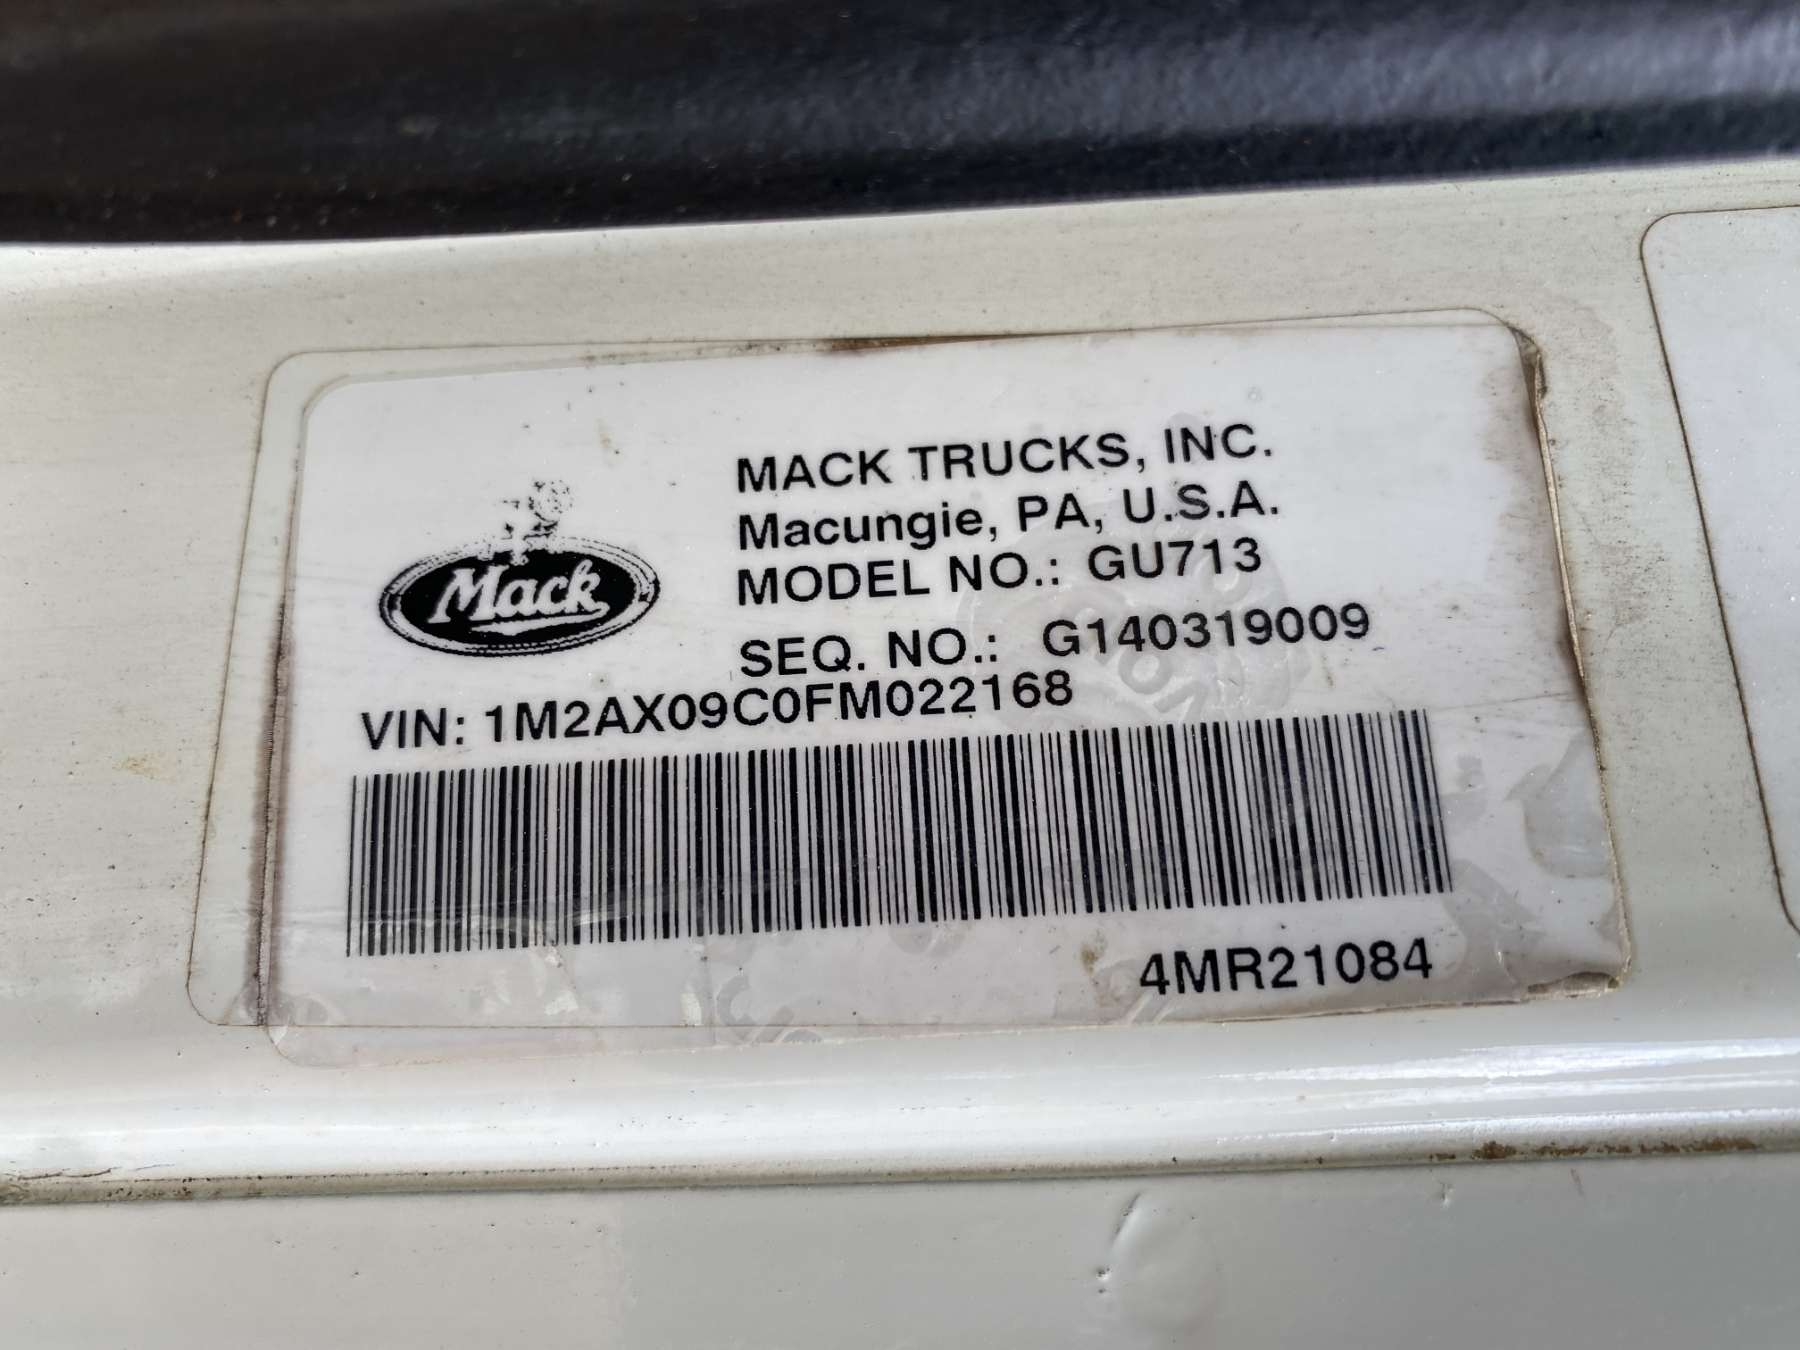 MACK TRUCKS, INC.
Macungie, PA, U.S.A.
MODEL NO.: GU713
Mack
SEQ. NO.: G140319009
VIN: 1M2AX09C0FM022168
4MR21084